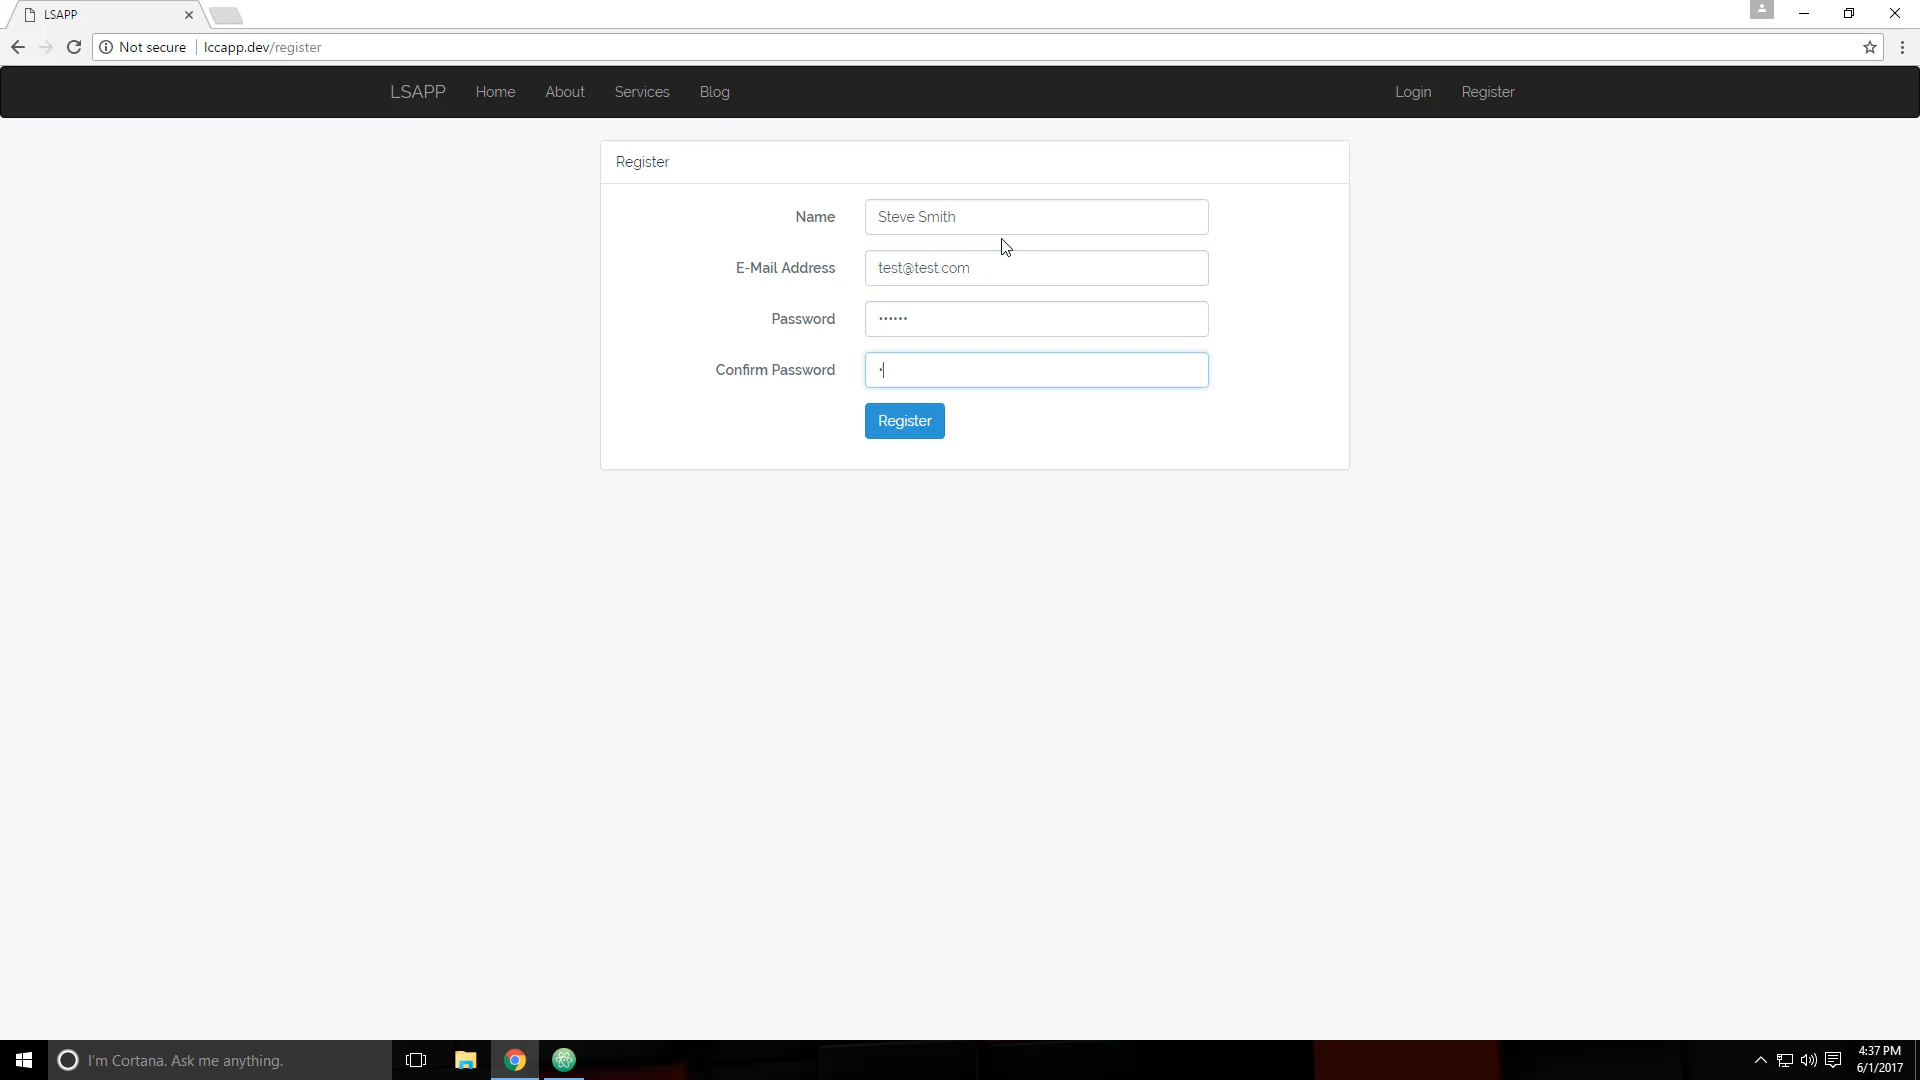 LSAPP
Not secure lccapp.dev/register
LSAPP Home About Services Blog Login Register
Register
Name Steve Smith
E-Mail Address test@test.com
Password ••••••
Confirm Password •
Register
I'm Cortana. Ask me anything.
4:37 PM
6/1/2017